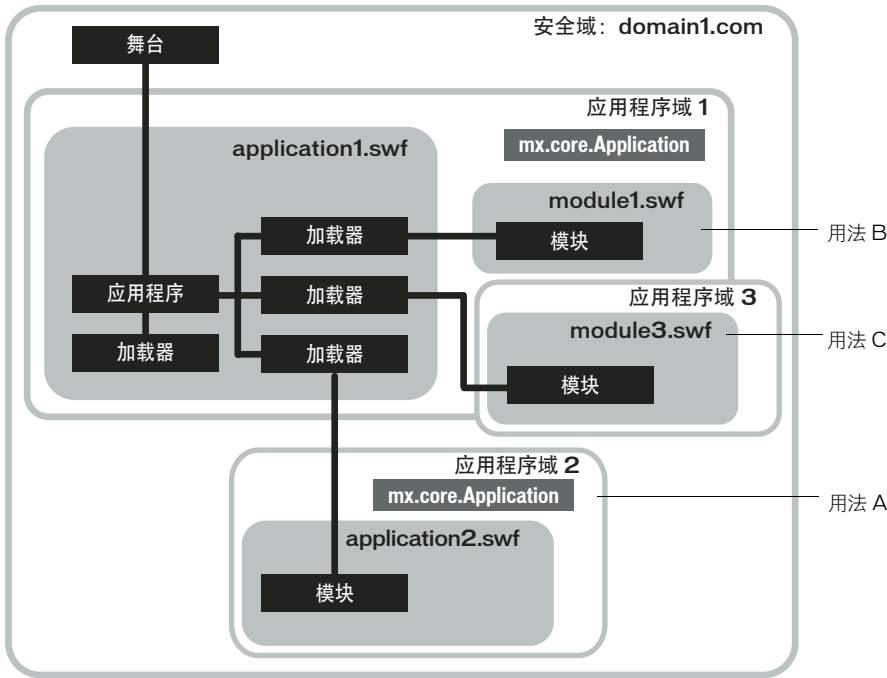 安全域：domain1.com
舞台
应用程序域 1
mx.core.Application
application1.swf
module1.swf
加载器
模块
用法 B
应用程序
加载器
应用程序域 3
module3.swf
用法 C
加载器
加载器
模块
应用程序域 2
mx.core.Application
用法 A
application2.swf
模块